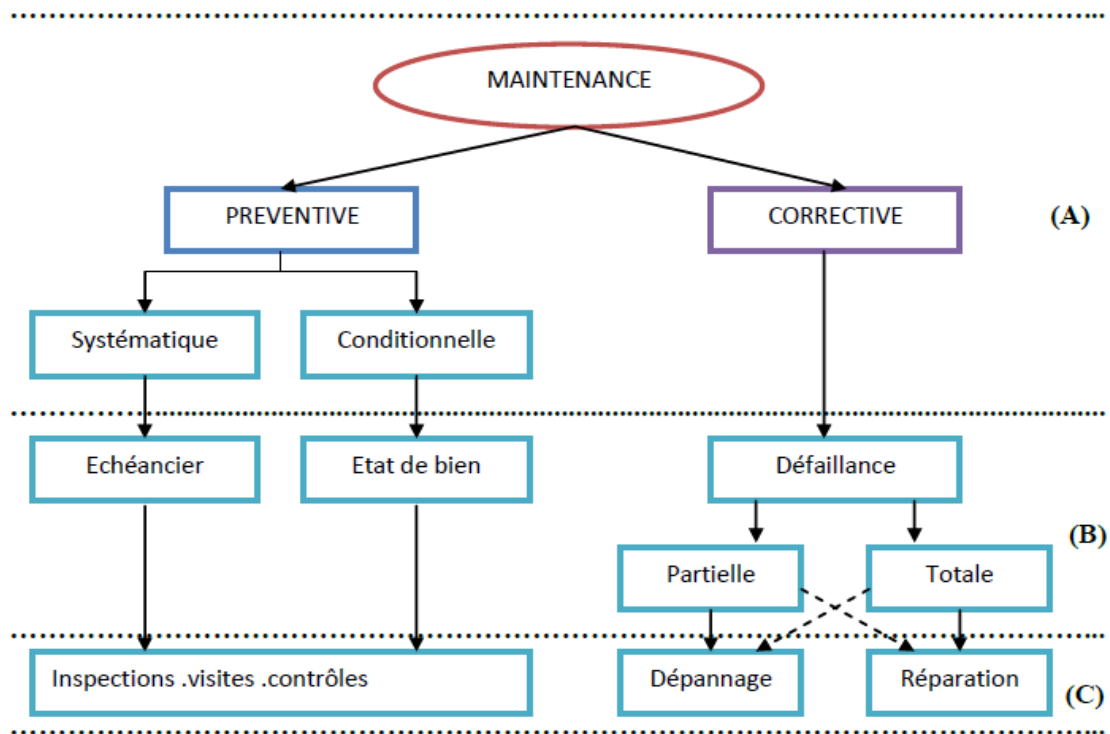 MAINTENANCE
PREVENTIVE
CORRECTIVE
(A)
Systématique
Conditionnelle
Echéancier
Etat de bien
Défaillance
(B)
Partielle
Totale
Inspections .visites .contrôles
Dépannage
Réparation
(C)